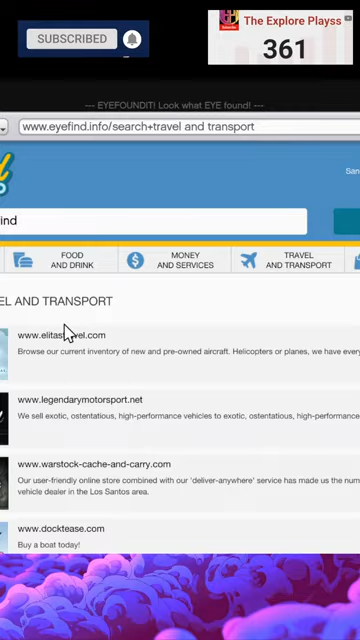 SUBSCRIBED
The Explore Playss
361
--- EYEFOUNDIT! Look what EYE found! ---
www.eyefind.info/search+travel and transport
San
ind
FOOD
AND DRINK
MONEY
AND SERVICES
TRAVEL
AND TRANSPORT
EL AND TRANSPORT
www.elitastravel.com
Browse our current inventory of new and pre-owned aircraft. Helicopters or planes, we have every
www.legendarymotorsport.net
We sell exotic, ostentatious, high-performance vehicles to exotic, ostentatious, high-performance
www.warstock-cache-and-carry.com
Our user-friendly online store combined with our 'deliver-anywhere' service has made us the num
vehicle dealer in the Los Santos area.
www.docktease.com
Buy a boat today!